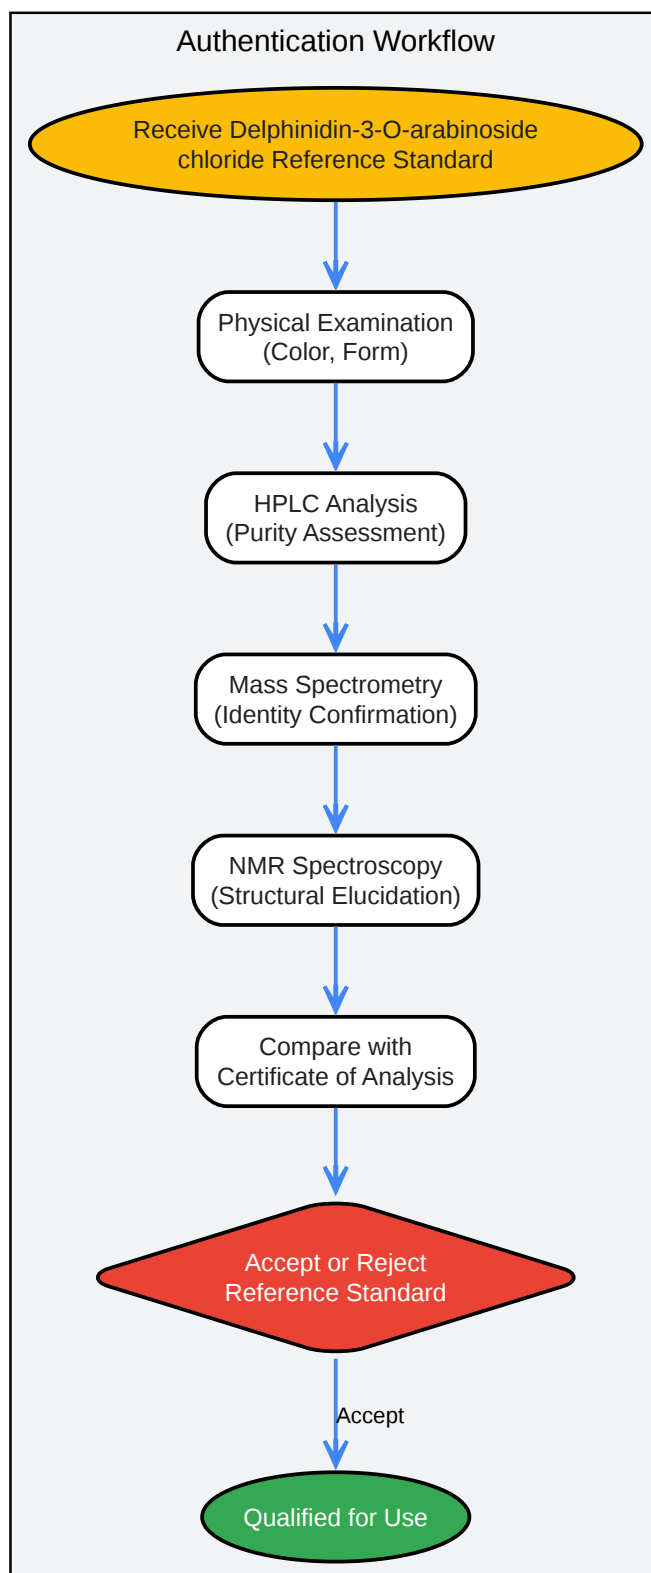 Authentication Workflow
Receive Delphinidin-3-O-arabinoside
chloride Reference Standard
Physical Examination
(Color, Form)
HPLC Analysis
(Purity Assessment)
Mass Spectrometry
(Identity Confirmation)
NMR Spectroscopy
(Structural Elucidation)
Compare with
Certificate of Analysis
Accept or Reject
Reference Standard
Accept
Qualified for Use